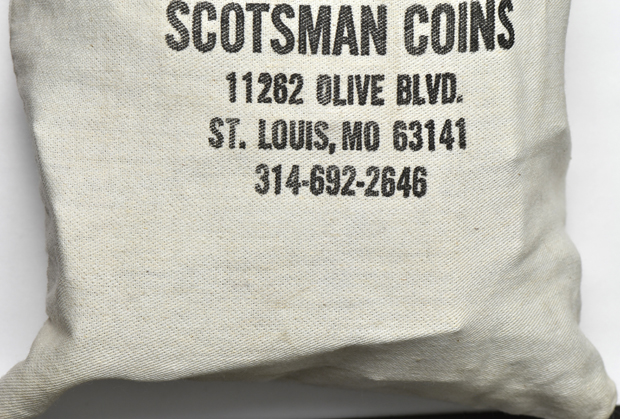 SCOTSMAN COINS
11262 OLIVE BLVD.
ST. LOUIS, MO 63141
314-692-2646